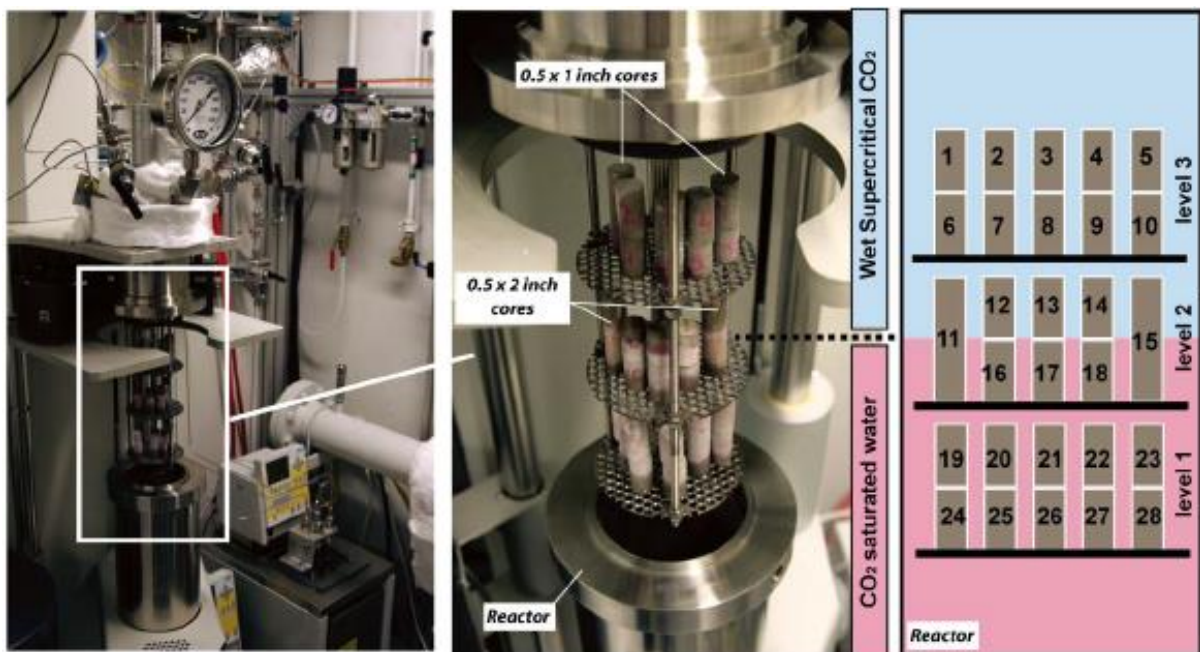 0.5 x 1 inch cores
0.5 x 2 inch
cores
Reactor
Wet Supercritical CO₂
CO₂ saturated water
1 2 3 4 5
6 7 8 9 10
level 3
11 12 13 14 15
16 17 18
level 2
19 20 21 22 23
24 25 26 27 28
level 1
Reactor